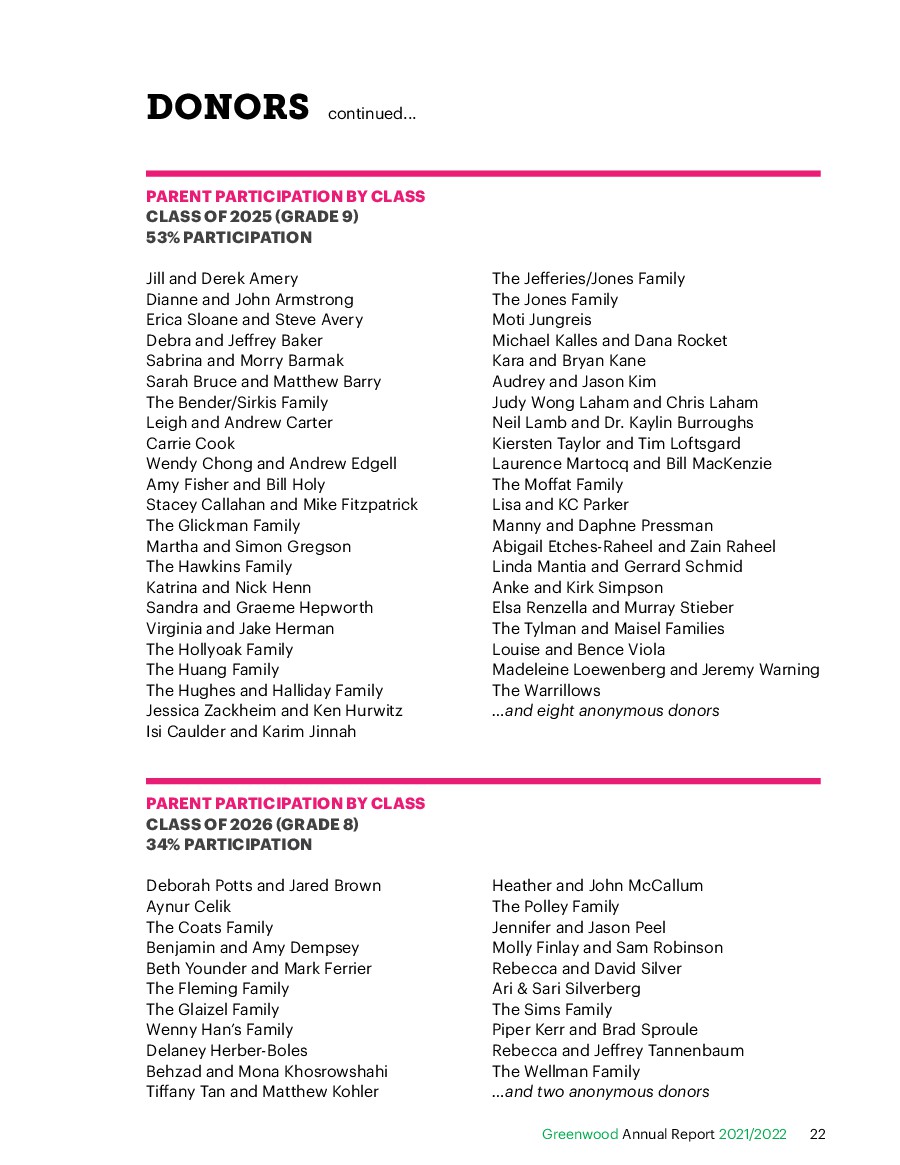 DONORS continued...
PARENT PARTICIPATION BY CLASS
CLASS OF 2025 (GRADE 9)
53% PARTICIPATION
Jill and Derek Amery
Dianne and John Armstrong
Erica Sloane and Steve Avery
Debra and Jeffrey Baker
Sabrina and Morry Barmak
Sarah Bruce and Matthew Barry
The Bender/Sirkis Family
Leigh and Andrew Carter
Carrie Cook
Wendy Chong and Andrew Edgell
Amy Fisher and Bill Holy
Stacey Callahan and Mike Fitzpatrick
The Glickman Family
Martha and Simon Gregson
The Hawkins Family
Katrina and Nick Henn
Sandra and Graeme Hepworth
Virginia and Jake Herman
The Hollyoak Family
The Huang Family
The Hughes and Halliday Family
Jessica Zackheim and Ken Hurwitz
Isi Caulder and Karim Jinnah
The Jefferies/Jones Family
The Jones Family
Moti Jungreis
Michael Kalles and Dana Rocket
Kara and Bryan Kane
Audrey and Jason Kim
Judy Wong Laham and Chris Laham
Neil Lamb and Dr. Kaylin Burroughs
Kiersten Taylor and Tim Loftsgard
Laurence Martocq and Bill MacKenzie
The Moffat Family
Lisa and KC Parker
Manny and Daphne Pressman
Abigail Etches-Raheel and Zain Raheel
Linda Mantia and Gerrard Schmid
Anke and Kirk Simpson
Elsa Renzella and Murray Stieber
The Tylman and Maisel Families
Louise and Bence Viola
Madeleine Loewenberg and Jeremy Warning
The Warrillows
...and eight anonymous donors
PARENT PARTICIPATION BY CLASS
CLASS OF 2026 (GRADE 8)
34% PARTICIPATION
Deborah Potts and Jared Brown
Aynur Celik
The Coats Family
Benjamin and Amy Dempsey
Beth Younder and Mark Ferrier
The Fleming Family
The Glaizel Family
Wenny Han’s Family
Delaney Herber-Boles
Behzad and Mona Khosrowshahi
Tiffany Tan and Matthew Kohler
Heather and John McCallum
The Polley Family
Jennifer and Jason Peel
Molly Finlay and Sam Robinson
Rebecca and David Silver
Ari & Sari Silverberg
The Sims Family
Piper Kerr and Brad Sproule
Rebecca and Jeffrey Tannenbaum
The Wellman Family
...and two anonymous donors
Greenwood Annual Report 2021/2022 22